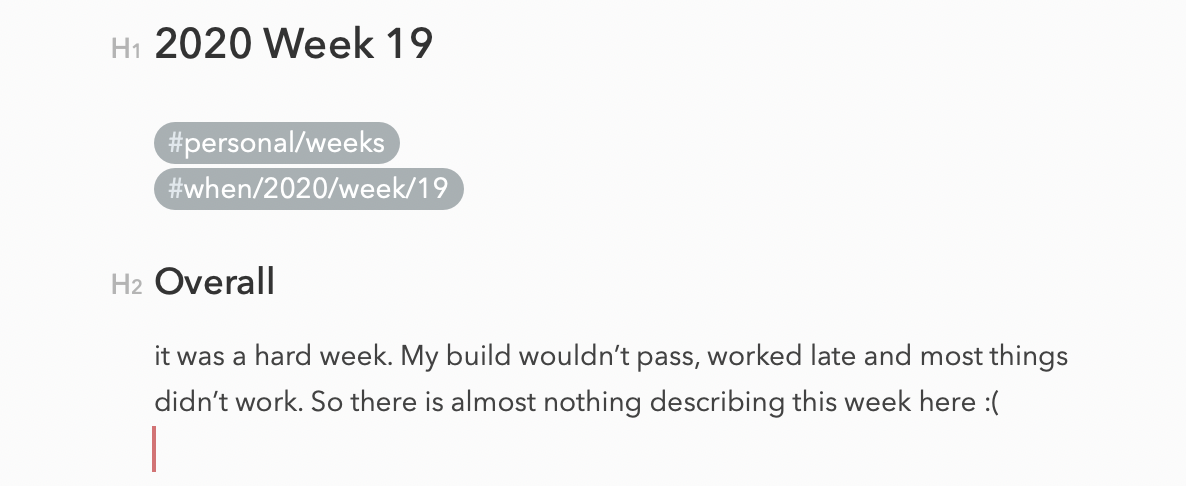 H1 2020 Week 19
#personal/weeks
#when/2020/week/19
H2 Overall
it was a hard week. My build wouldn’t pass, worked late and most things
didn’t work. So there is almost nothing describing this week here :(